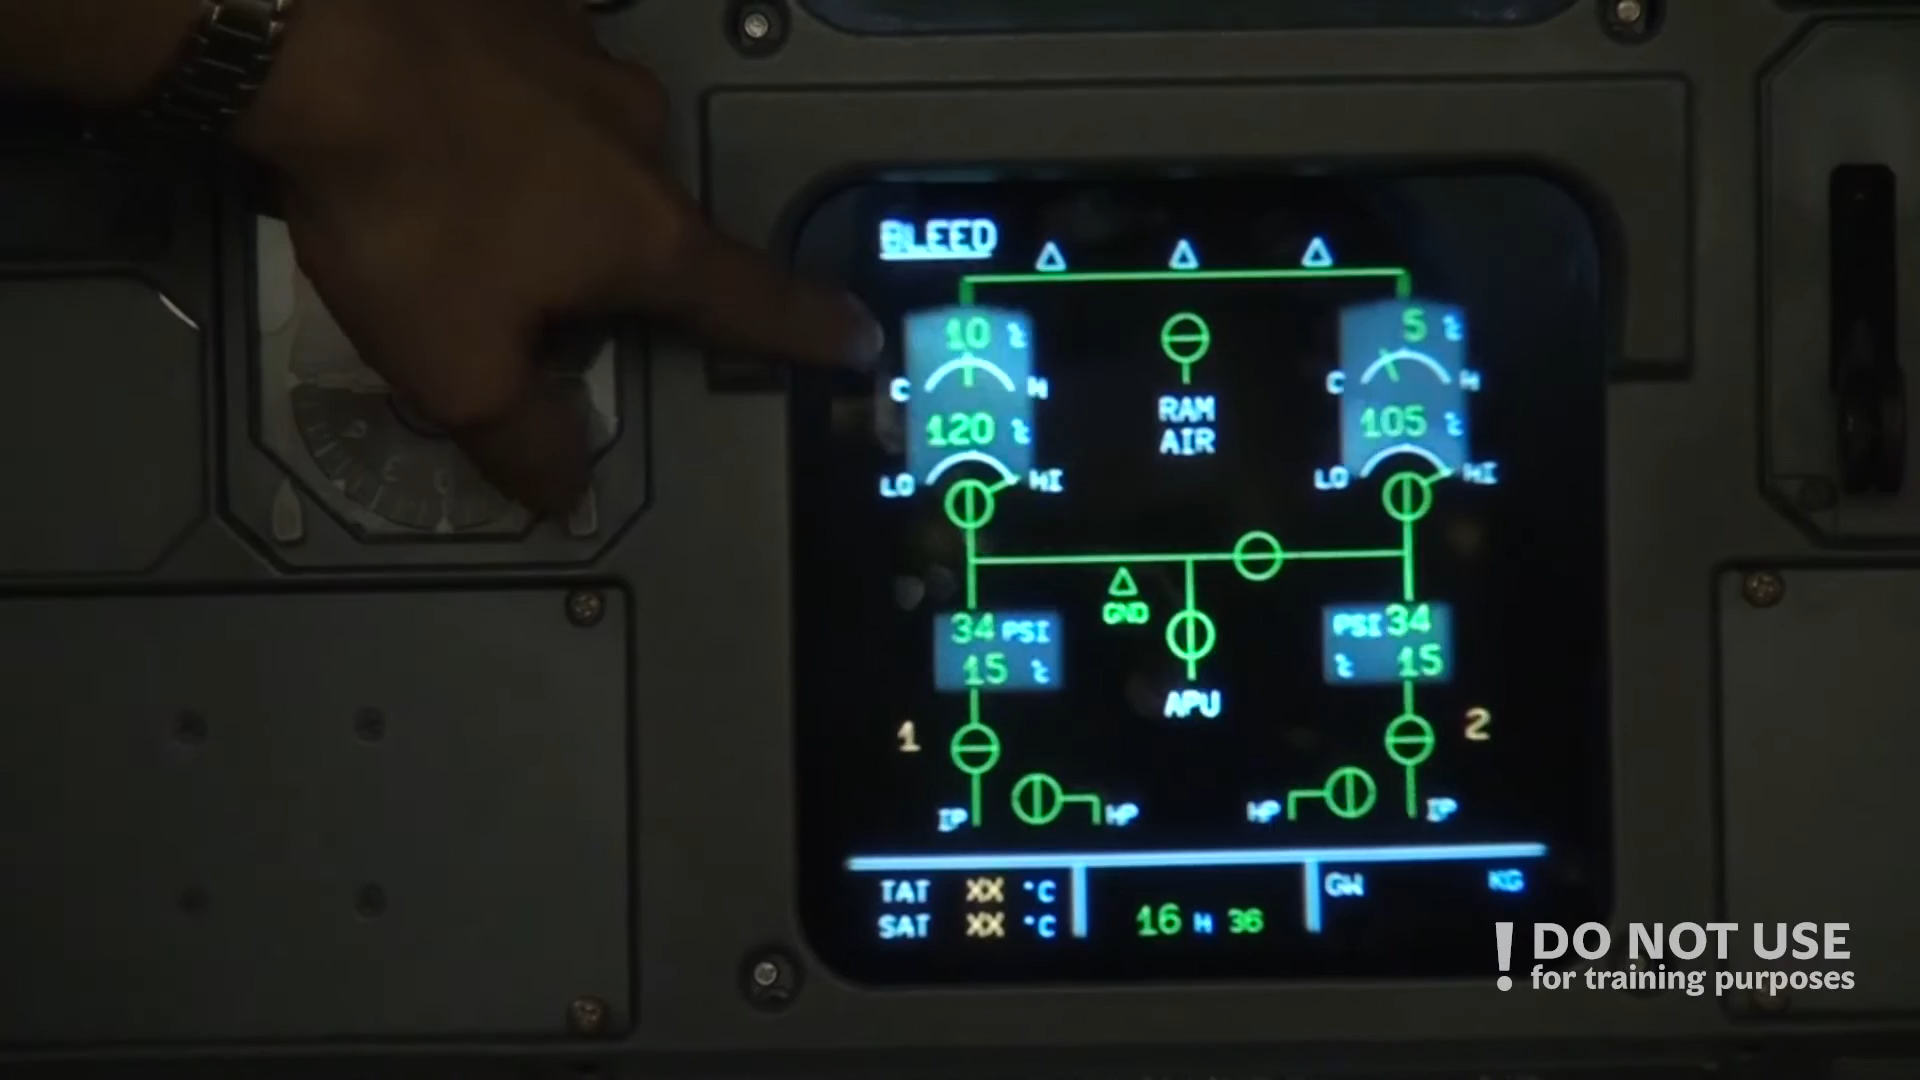 BLEED
10 °C
5 °C
C H
C H
RAM
AIR
120 °C
105 °C
LO HI
LO HI
GND
34 PSI
PSI 34
15 °C
°C 15
APU
1
2
IP HP
HP IP
TAT XX °C
SAT XX °C
16 H 36
GW KG
! DO NOT USE
for training purposes